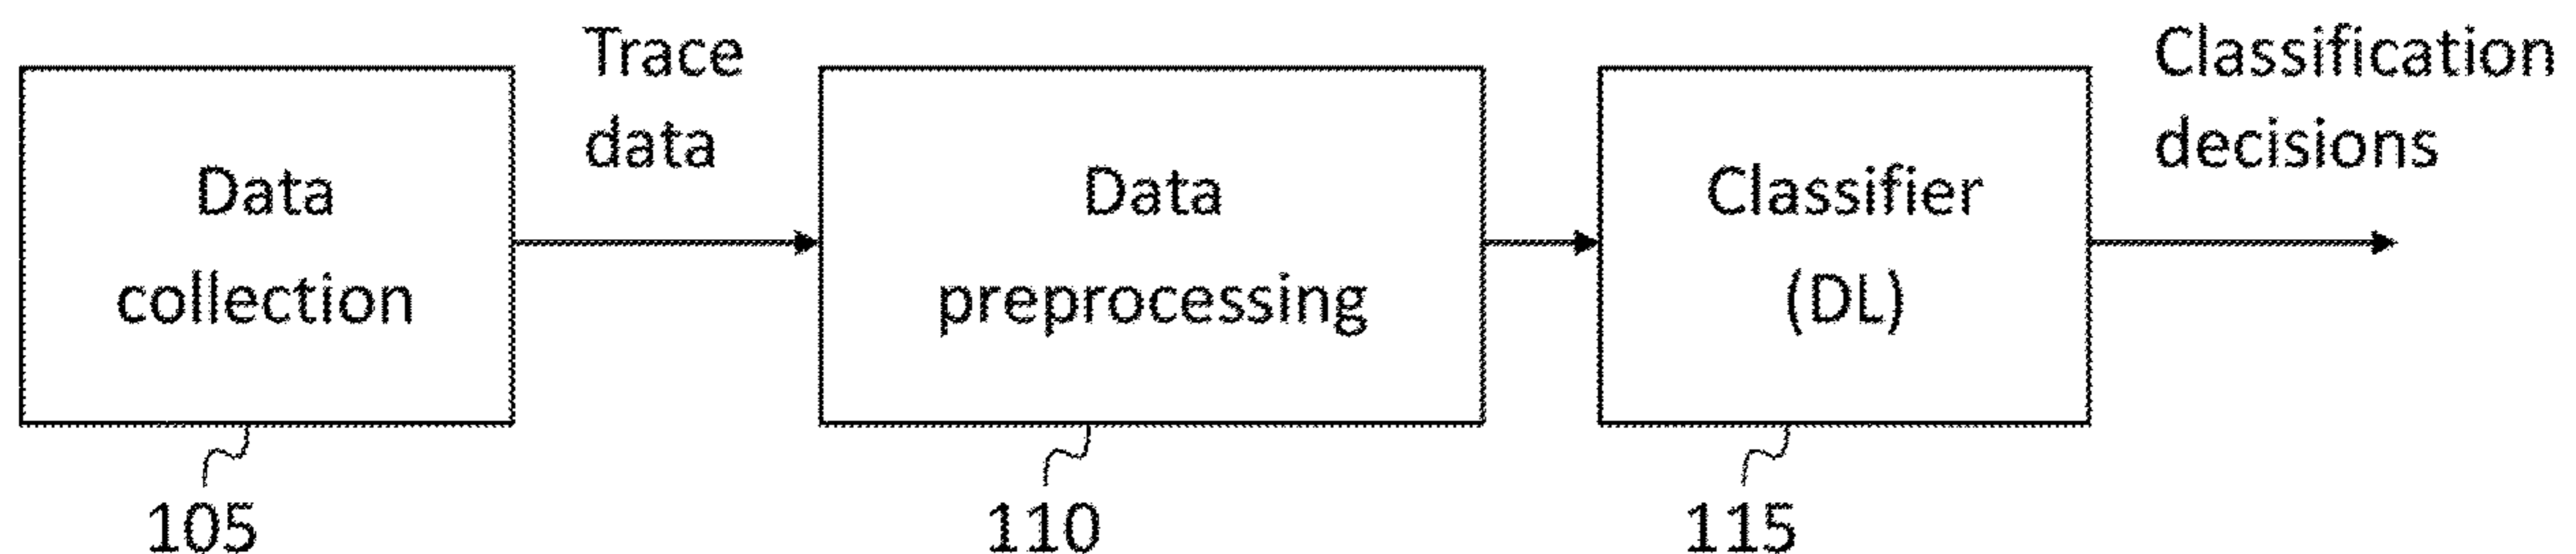 Trace
data
Classification
decisions
Data
collection
Data
preprocessing
Classifier
(DL)
105
110
115